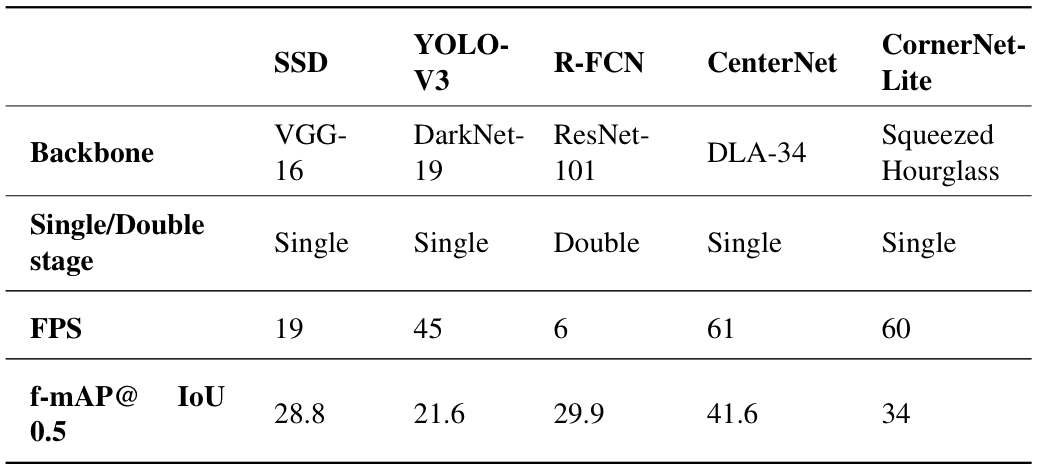 SSD YOLO-V3 R-FCN CenterNet CornerNet-Lite
Backbone VGG-16 DarkNet-19 ResNet-101 DLA-34 Squeezed Hourglass
Single/Double stage Single Single Double Single Single
FPS 19 45 6 61 60
f-mAP@ IoU 0.5 28.8 21.6 29.9 41.6 34